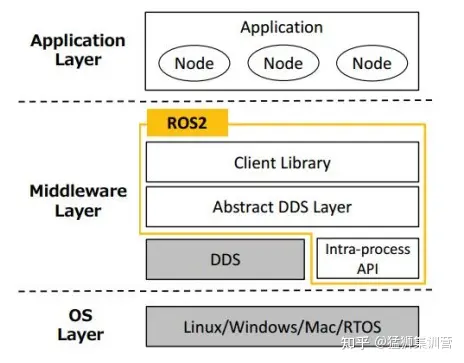 Application
Layer
Application
Node
Node
Node
ROS2
Middleware
Layer
Client Library
Abstract DDS Layer
DDS
Intra-process
API
OS
Layer
Linux/Windows/Mac/RTOS
知乎 @猛狮集训营